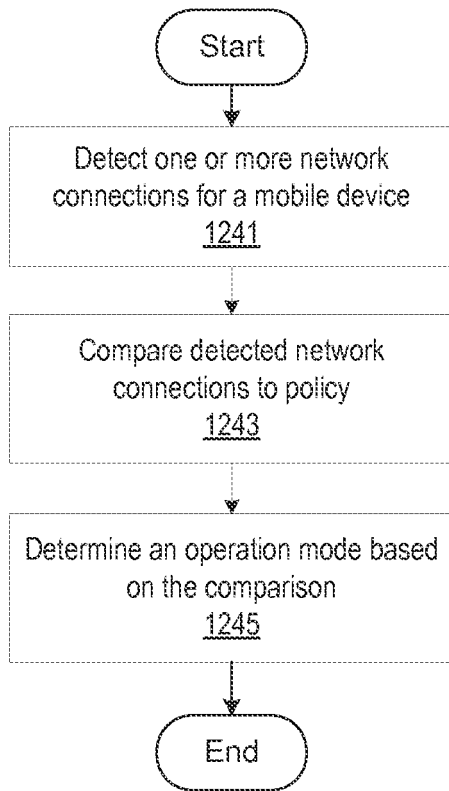 Start
Detect one or more network
connections for a mobile device
1241
Compare detected network
connections to policy
1243
Determine an operation mode based
on the comparison
1245
End